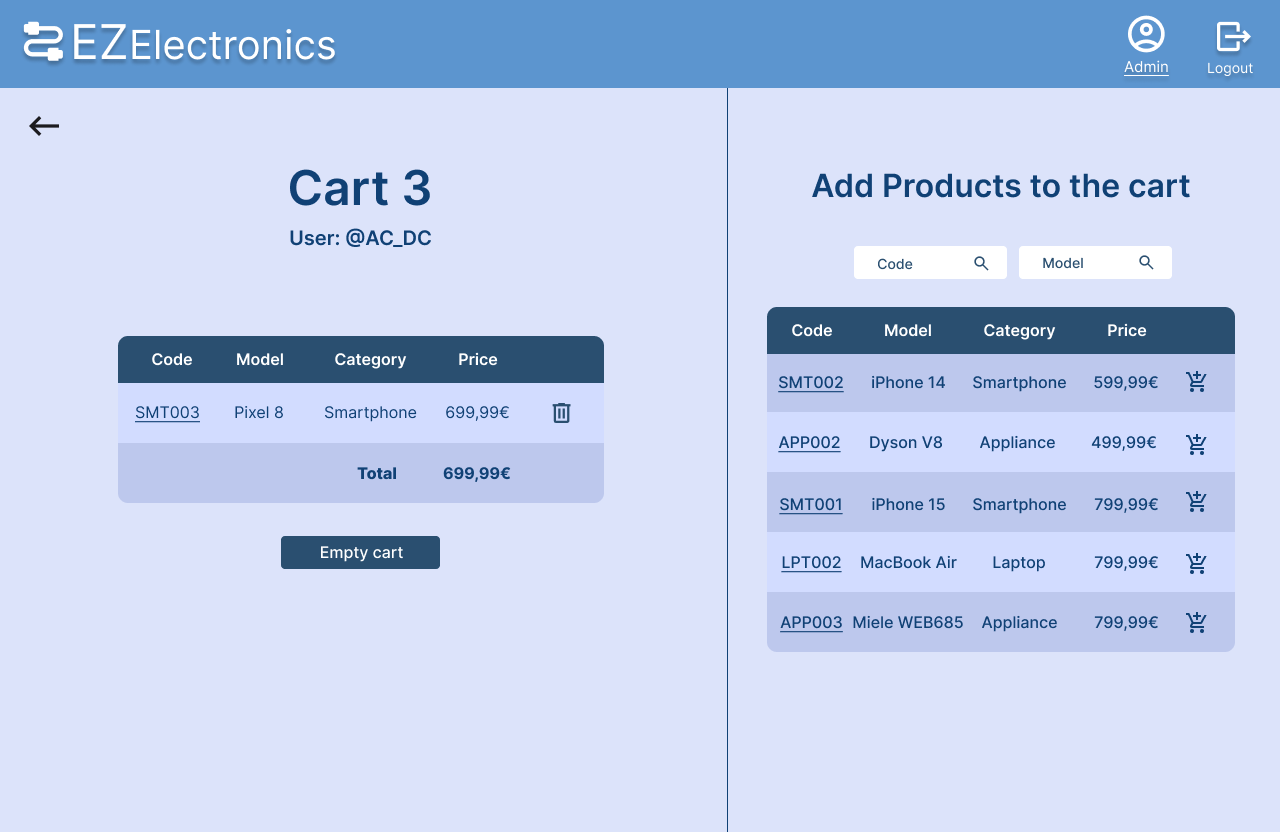 EZElectronics
Admin
Logout
Cart 3
User: @AC_DC
Code Model Category Price
SMT003 Pixel 8 Smartphone 699,99€
Total 699,99€
Empty cart
Add Products to the cart
Code Model
Code Model Category Price
SMT002 iPhone 14 Smartphone 599,99€
APP002 Dyson V8 Appliance 499,99€
SMT001 iPhone 15 Smartphone 799,99€
LPT002 MacBook Air Laptop 799,99€
APP003 Miele WEB685 Appliance 799,99€